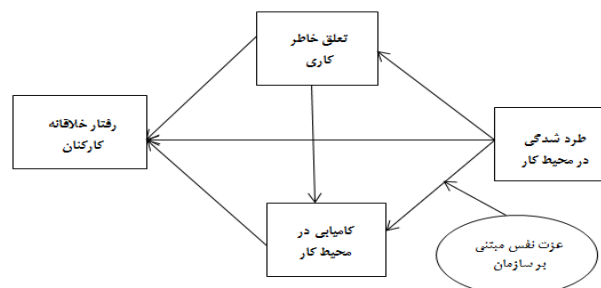 تعلق خاطر
کاری
رفتار خلاقانه
کارکنان
طرد شدگی
در محیط کار
کامیابی در
محیط کار
عزت نفس مبتنی
بر سازمان